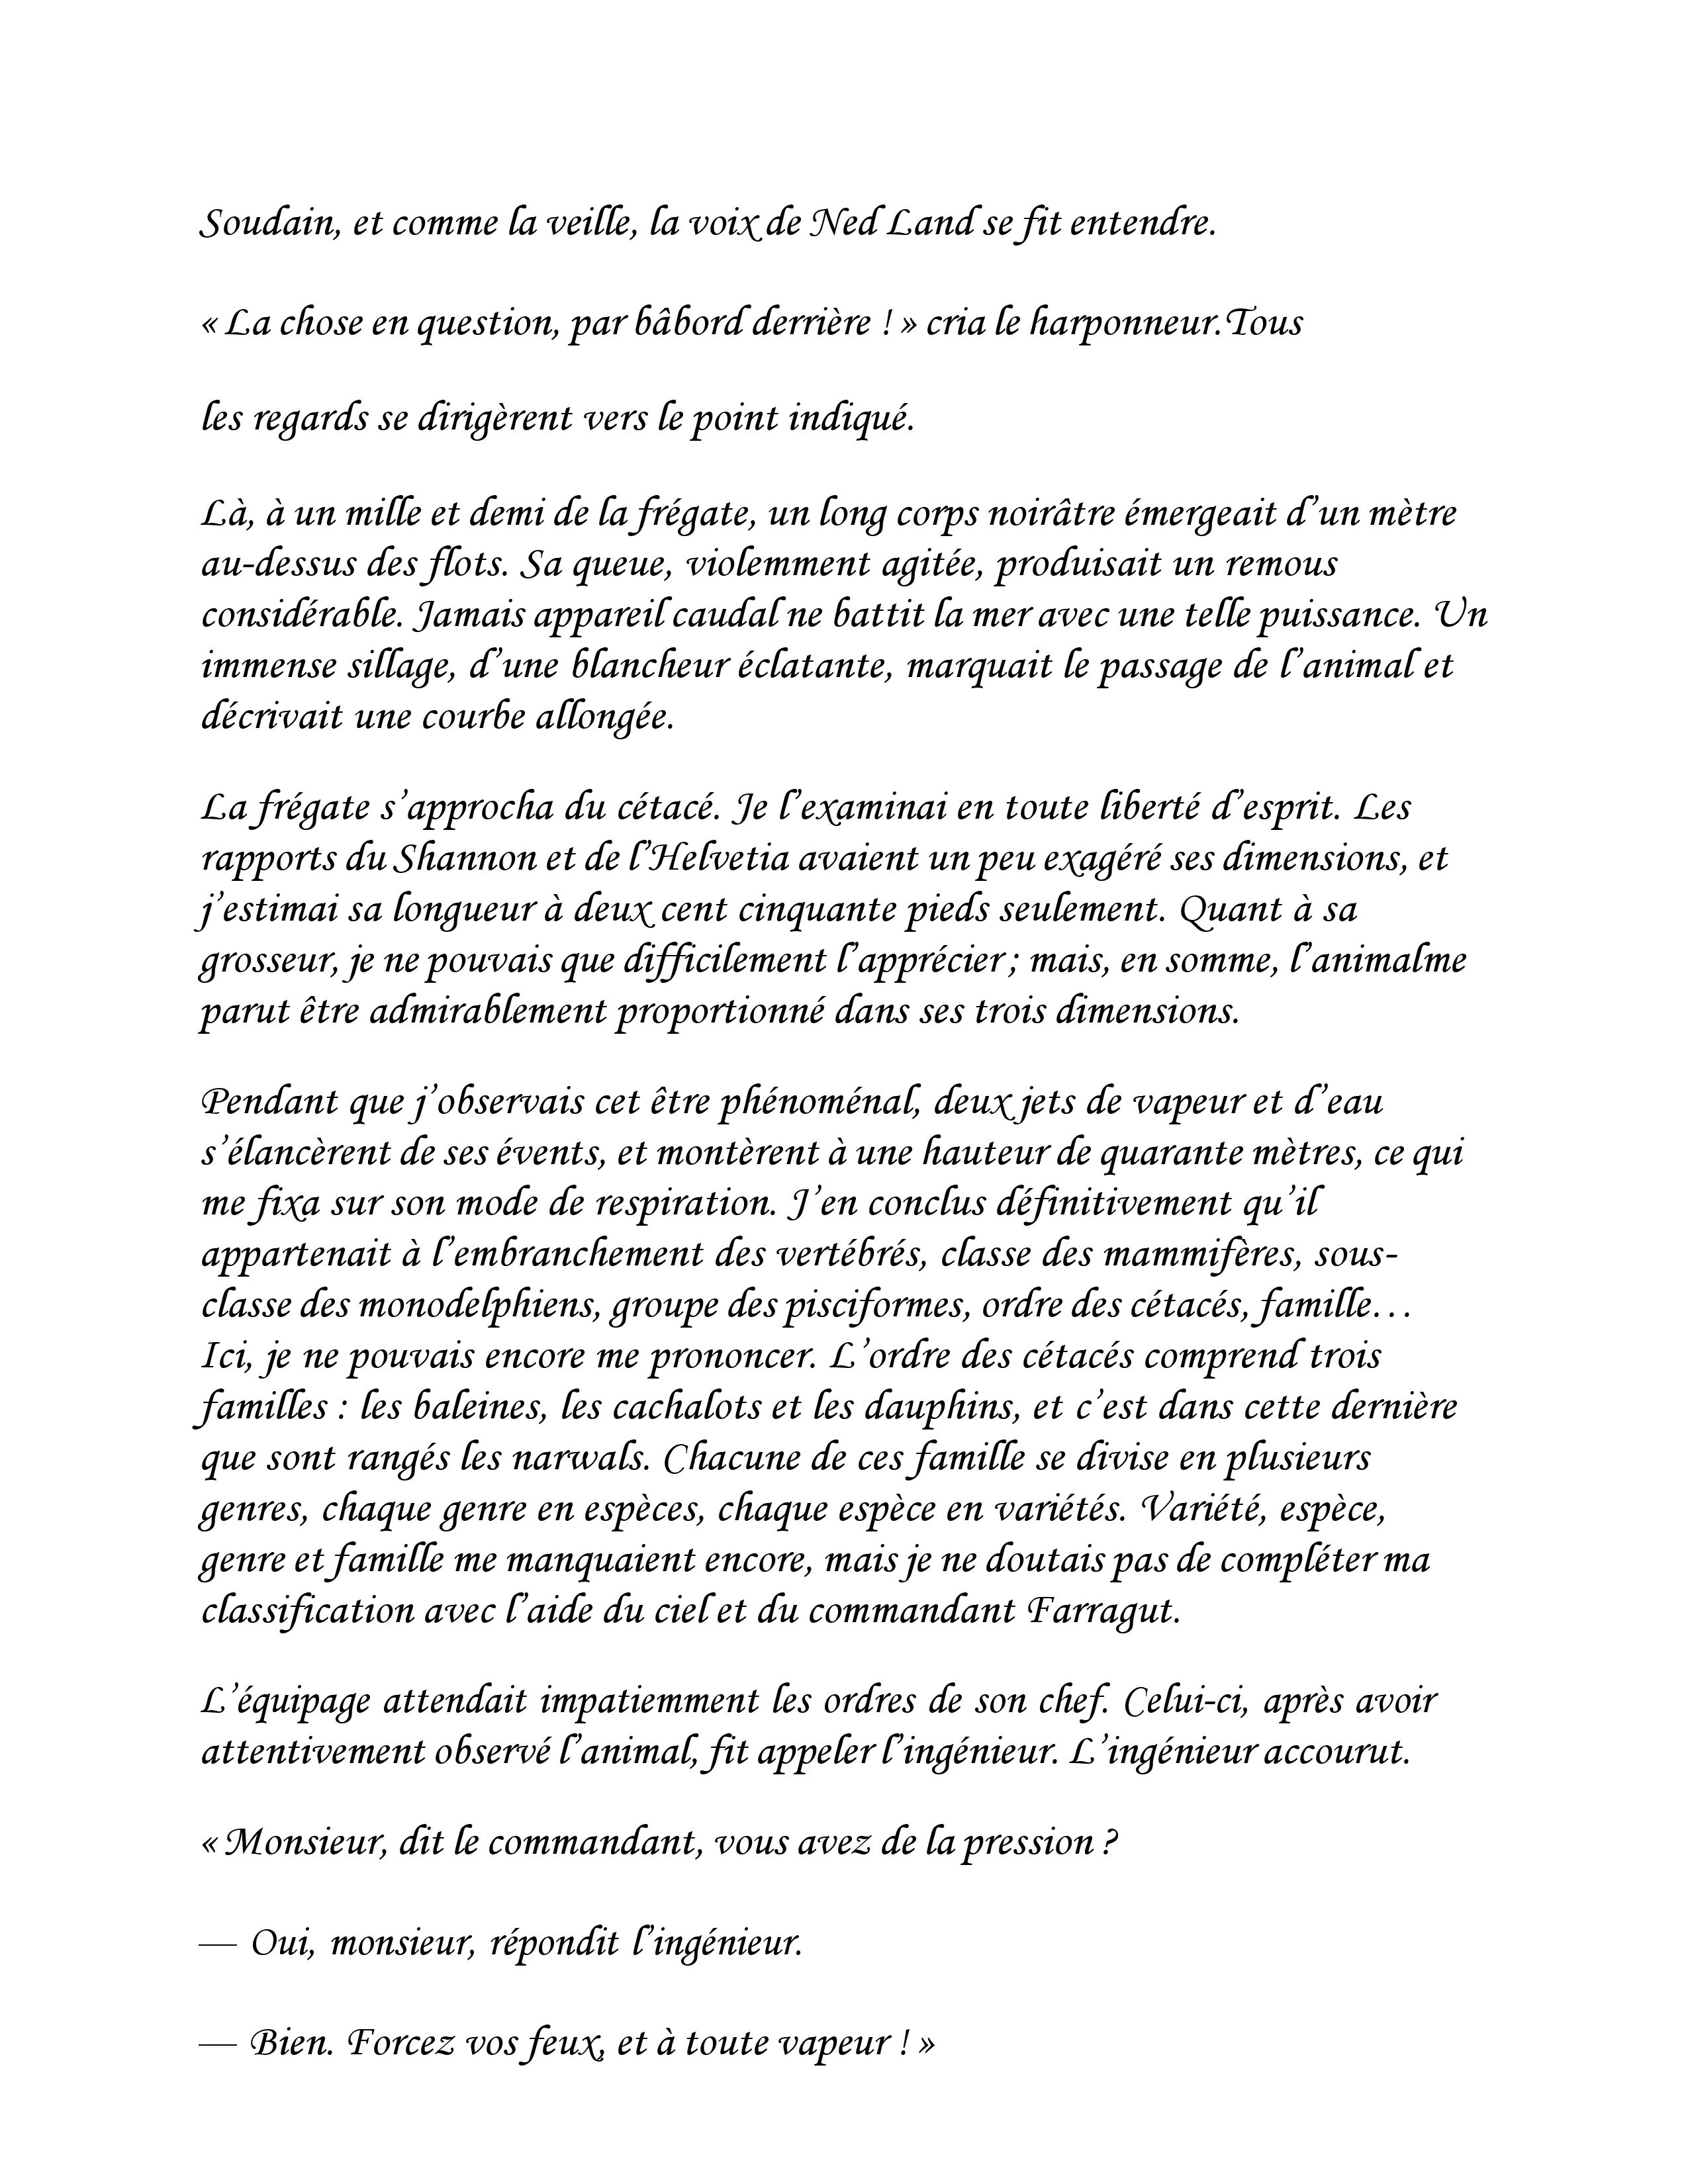 Soudain, et comme la veille, la voix de Ned Land se fit entendre.
« La chose en question, par bâbord derrière ! » cria le harponneur.Tous
les regards se dirigèrent vers le point indiqué.
Là, à un mille et demi de la frégate, un long corps noirâtre émergeait d’un mètre
au-dessus des flots. Sa queue, violemment agitée, produisait un remous
considérable. Jamais appareil caudal ne battit la mer avec une telle puissance. Un
immense sillage, d’une blancheur éclatante, marquait le passage de l’animal et
décrivait une courbe allongée.
La frégate s’approcha du cétacé. Je l’examinai en toute liberté d’esprit. Les
rapports du Shannon et de l’Helvetia avaient un peu exagéré ses dimensions, et
j’estimai sa longueur à deux cent cinquante pieds seulement. Quant à sa
grosseur, je ne pouvais que difficilement l’apprécier ; mais, en somme, l’animalme
parut être admirablement proportionné dans ses trois dimensions.
Pendant que j’observais cet être phénoménal, deux jets de vapeur et d’eau
s’élancèrent de ses évents, et montèrent à une hauteur de quarante mètres, ce qui
me fixa sur son mode de respiration. J’en conclus définitivement qu’il
appartenait à l’embranchement des vertébrés, classe des mammifères, sous-
classe des monodelphiens, groupe des pisciformes, ordre des cétacés, famille…
Ici, je ne pouvais encore me prononcer. L’ordre des cétacés comprend trois
familles : les baleines, les cachalots et les dauphins, et c’est dans cette dernière
que sont rangés les narwals. Chacune de ces famille se divise en plusieurs
genres, chaque genre en espèces, chaque espèce en variétés. Variété, espèce,
genre et famille me manquaient encore, mais je ne doutais pas de compléter ma
classification avec l’aide du ciel et du commandant Farragut.
L’équipage attendait impatiemment les ordres de son chef. Celui-ci, après avoir
attentivement observé l’animal, fit appeler l’ingénieur. L’ingénieur accourut.
« Monsieur, dit le commandant, vous avez de la pression ?
— Oui, monsieur, répondit l’ingénieur.
— Bien. Forcez vos feux, et à toute vapeur ! »